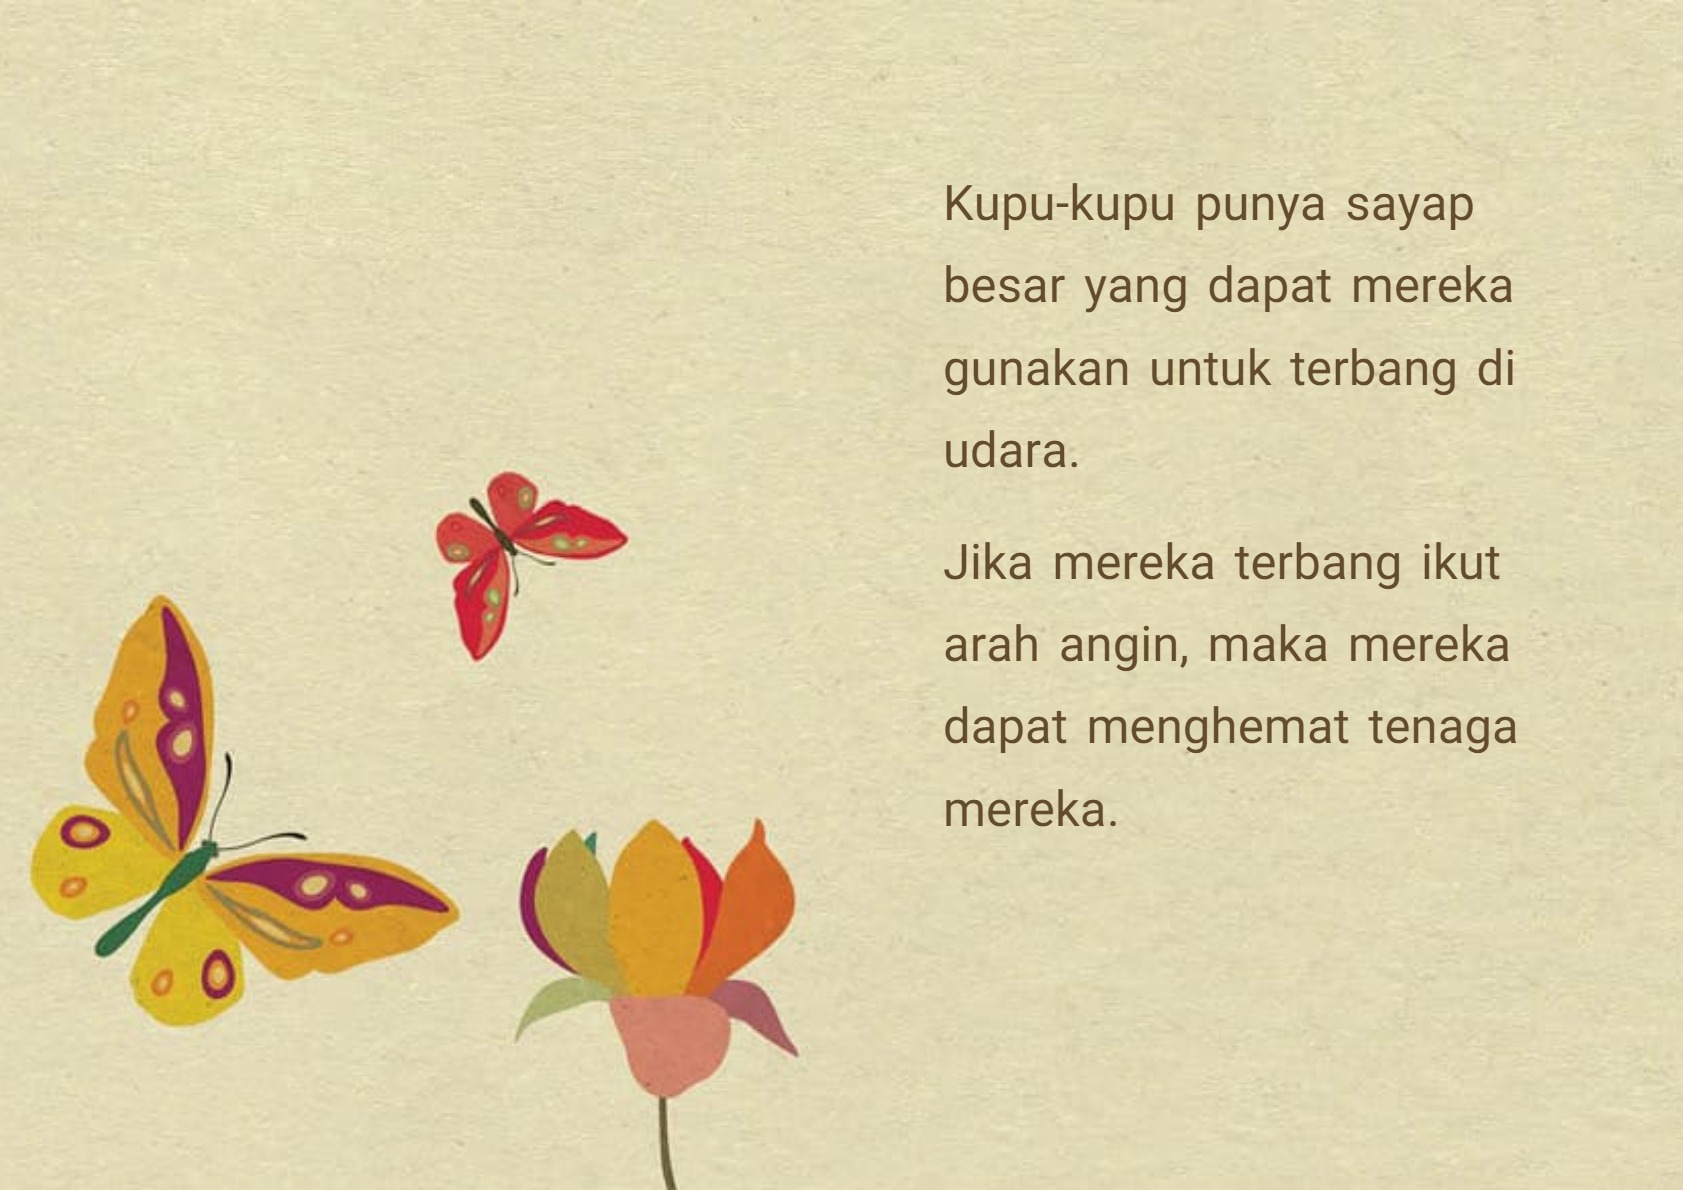 Kupu-kupu punya sayap
besar yang dapat mereka
gunakan untuk terbang di
udara.
Jika mereka terbang ikut
arah angin, maka mereka
dapat menghemat tenaga
mereka.